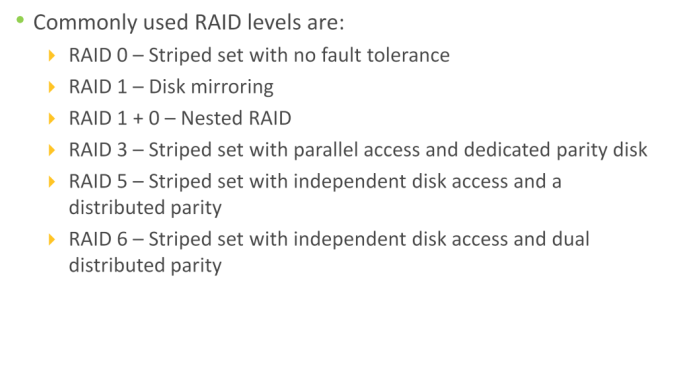 Commonly used RAID levels are:
RAID 0 – Striped set with no fault tolerance
RAID 1 – Disk mirroring
RAID 1 + 0 – Nested RAID
RAID 3 – Striped set with parallel access and dedicated parity disk
RAID 5 – Striped set with independent disk access and a
distributed parity
RAID 6 – Striped set with independent disk access and dual
distributed parity